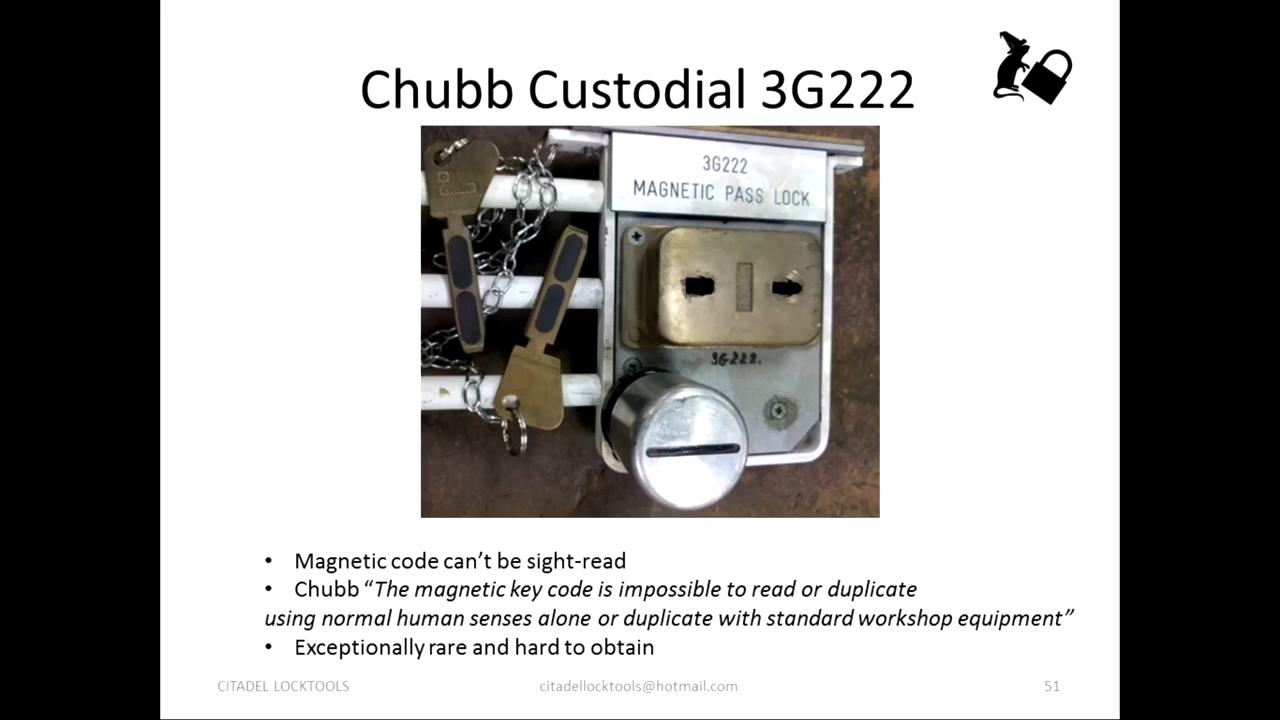 Chubb Custodial 3G222
3G222
MAGNETIC PASS LOCK
3G222.
• Magnetic code can’t be sight-read
• Chubb “The magnetic key code is impossible to read or duplicate
using normal human senses alone or duplicate with standard workshop equipment”
• Exceptionally rare and hard to obtain
CITADEL LOCKTOOLS
citadellocktools@hotmail.com
51